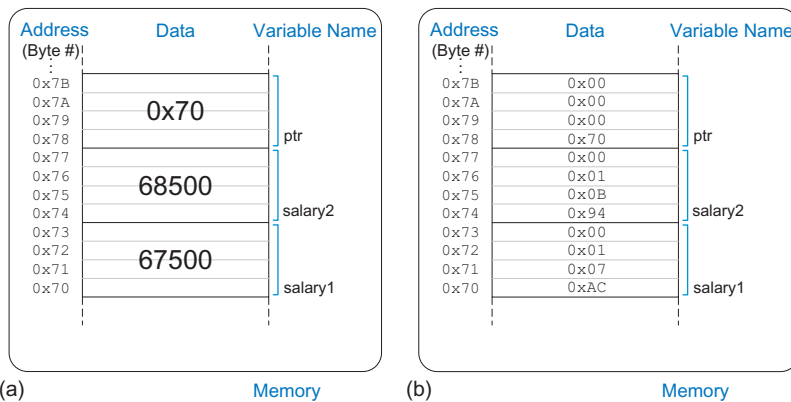 Address Data Variable Name
(Byte #)
⋮
0x7B
0x7A
0x79
0x78
0x70
ptr
0x77
0x76
0x75
0x74
68500
salary2
0x73
0x72
0x71
0x70
67500
salary1
(a) Memory
Address Data Variable Name
(Byte #)
⋮
0x7B 0x00
0x7A 0x00
0x79 0x00
0x78 0x70 ptr
0x77 0x00
0x76 0x01
0x75 0x0B
0x74 0x94 salary2
0x73 0x00
0x72 0x01
0x71 0x07
0x70 0xAC salary1
(b) Memory